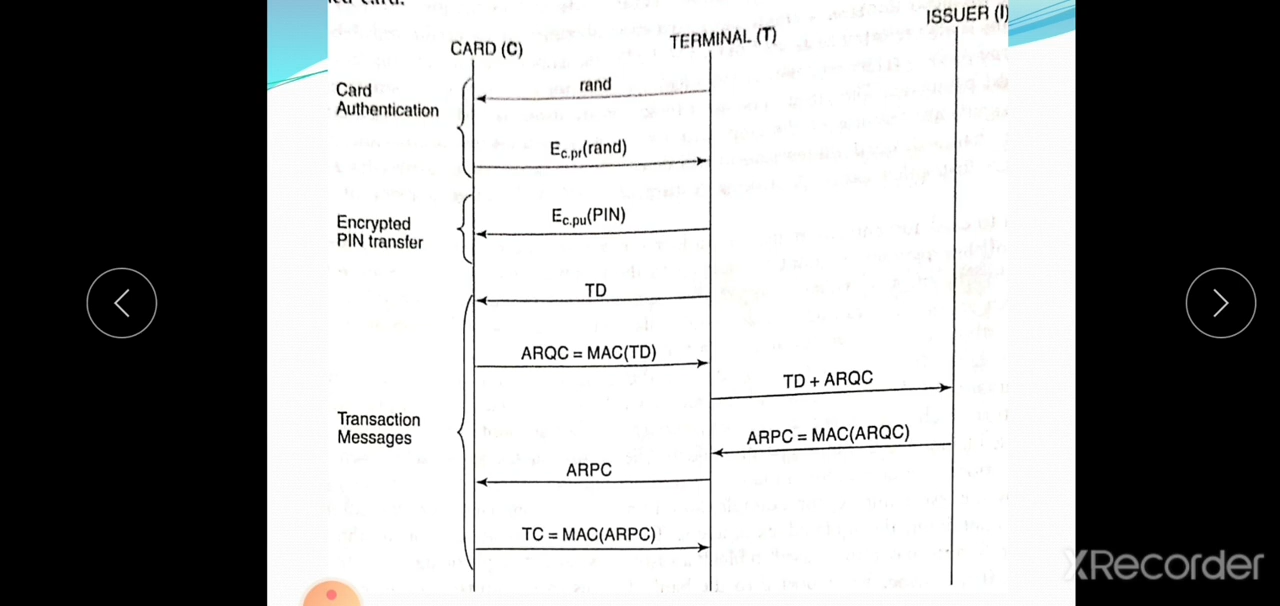 ISSUER (I)
CARD (C)
TERMINAL (T)
Card
Authentication
rand
Ec.pr(rand)
Encrypted
PIN transfer
Ec.pu(PIN)
TD
ARQC = MAC(TD)
TD + ARQC
Transaction
Messages
ARPC = MAC(ARQC)
ARPC
TC = MAC(ARPC)
XRecorder